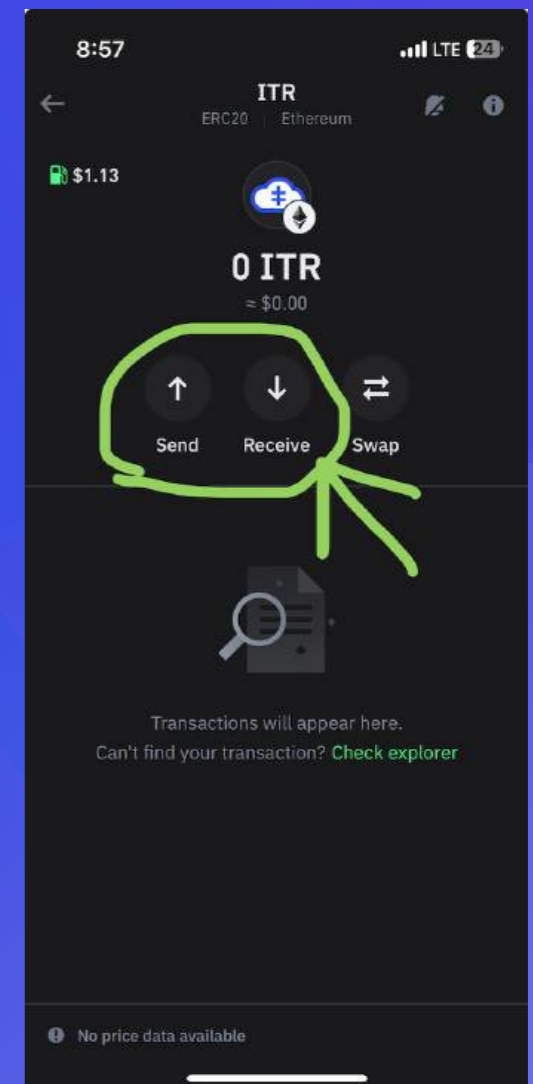 8:57
LTE 24
ITR
ERC20 | Ethereum
$1.13
0 ITR
≈ $0.00
Send Receive Swap
Transactions will appear here.
Can't find your transaction? Check explorer
No price data available